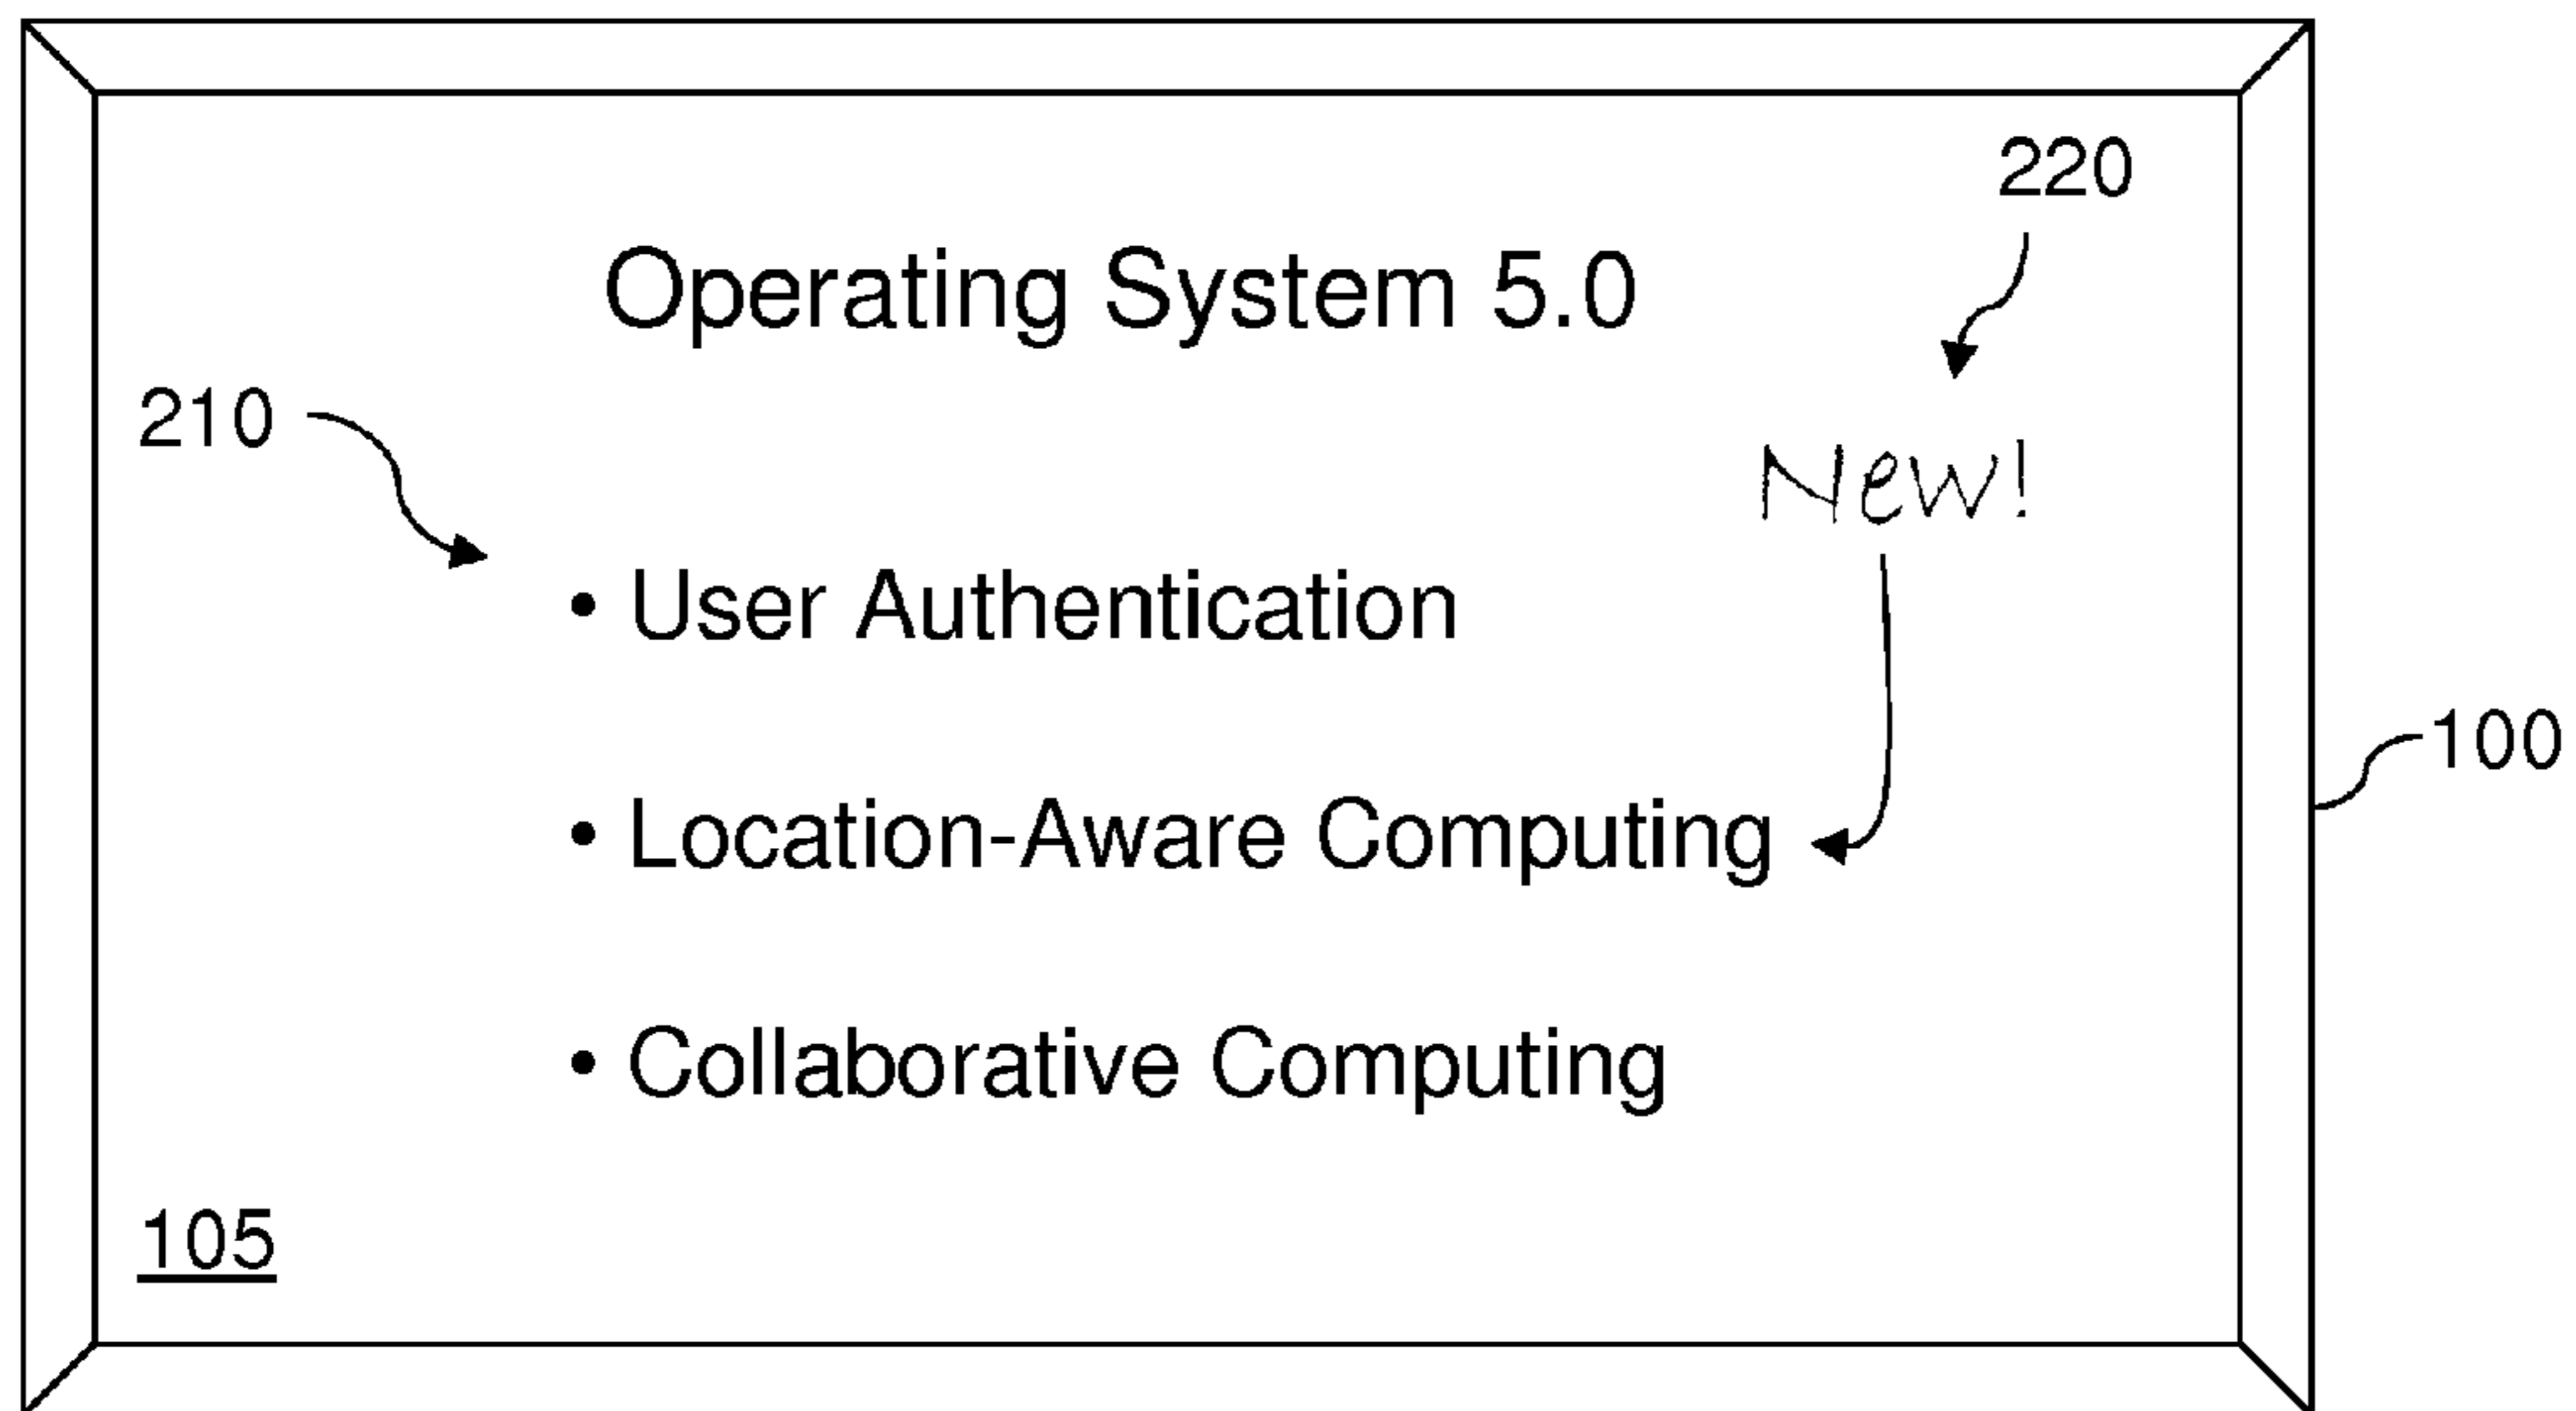 220
Operating System 5.0
210
New!
• User Authentication
100
• Location-Aware Computing
• Collaborative Computing
105